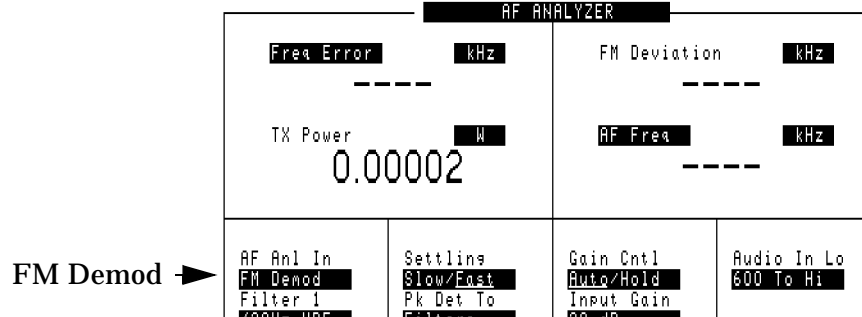 AF ANALYZER
Freq Error kHz
----
FM Deviation kHz
----
TX Power W
0.00002
AF Freq kHz
----
FM Demod
AF Anl In
FM Demod
Filter 1
Settling
Slow/Fast
Pk Det To
Gain Cntl
Auto/Hold
Input Gain
Audio In Lo
600 To Hi